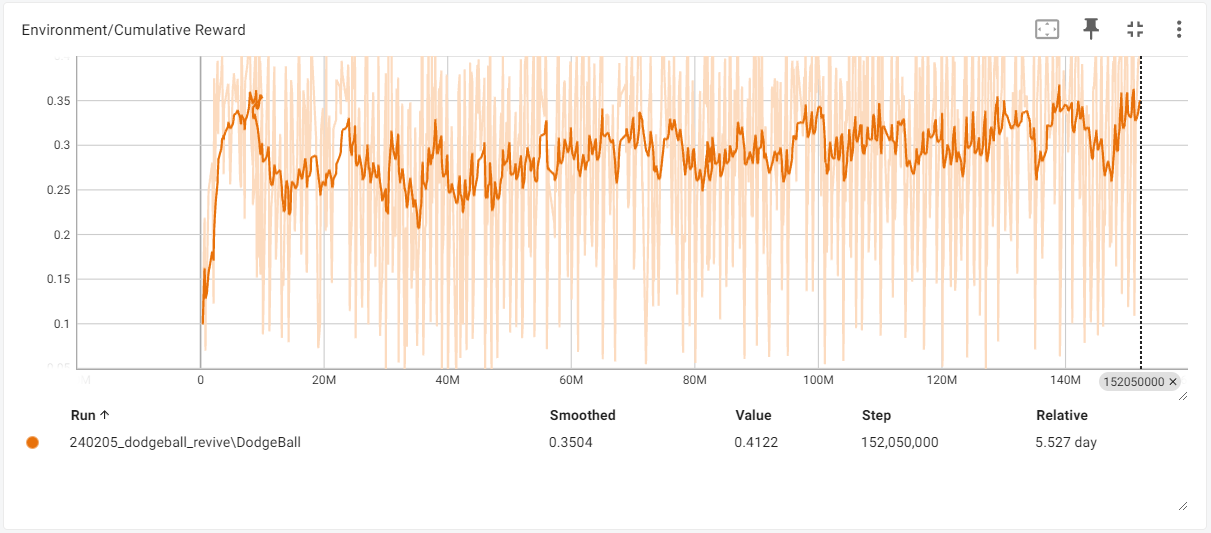 Environment/Cumulative Reward
0.35
0.3
0.25
0.2
0.15
0.1
0.05
0 20M 40M 60M 80M 100M 120M 140M 152050000 ×
Run ↑ Smoothed Value Step Relative
240205_dodgeball_revive\DodgeBall 0.3504 0.4122 152,050,000 5.527 day